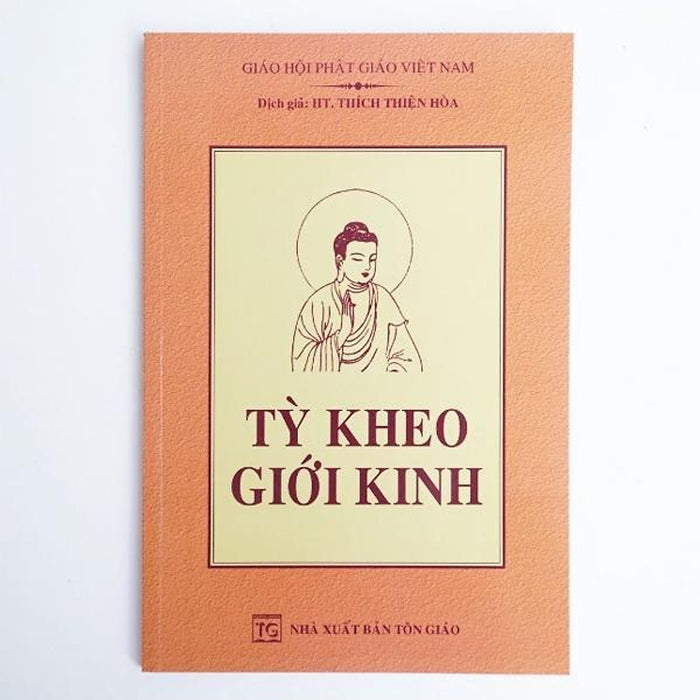 GIÁO HỘI PHẬT GIÁO VIỆT NAM
Dịch giả: HT. THÍCH THIỆN HÒA
TỲ KHEO
GIỚI KINH
TG NHÀ XUẤT BẢN TÔN GIÁO